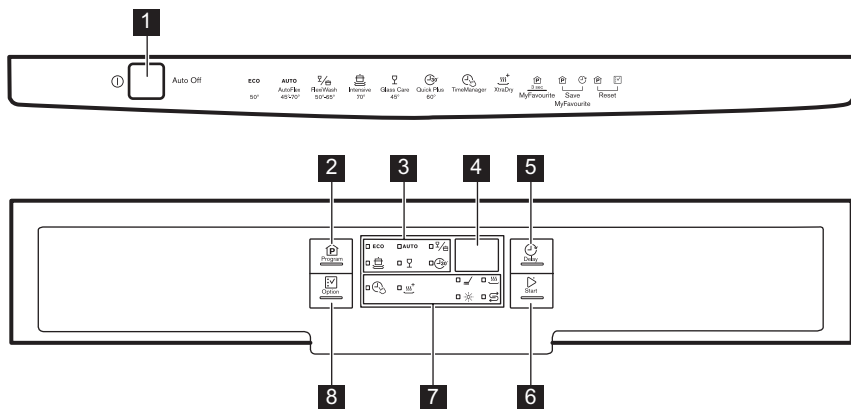 1
Auto Off
ECO AUTO P 3 sec. P P
AutoFlex FlexWash Intensive Glass Care Quick Plus TimeManager XtraDry MyFavourite Save Reset
50° 45°-70° 50°-65° 70° 45° 60° MyFavourite
2 3 4 5
P ECO AUTO
Program Delay
30'
Option Start
8 7 6